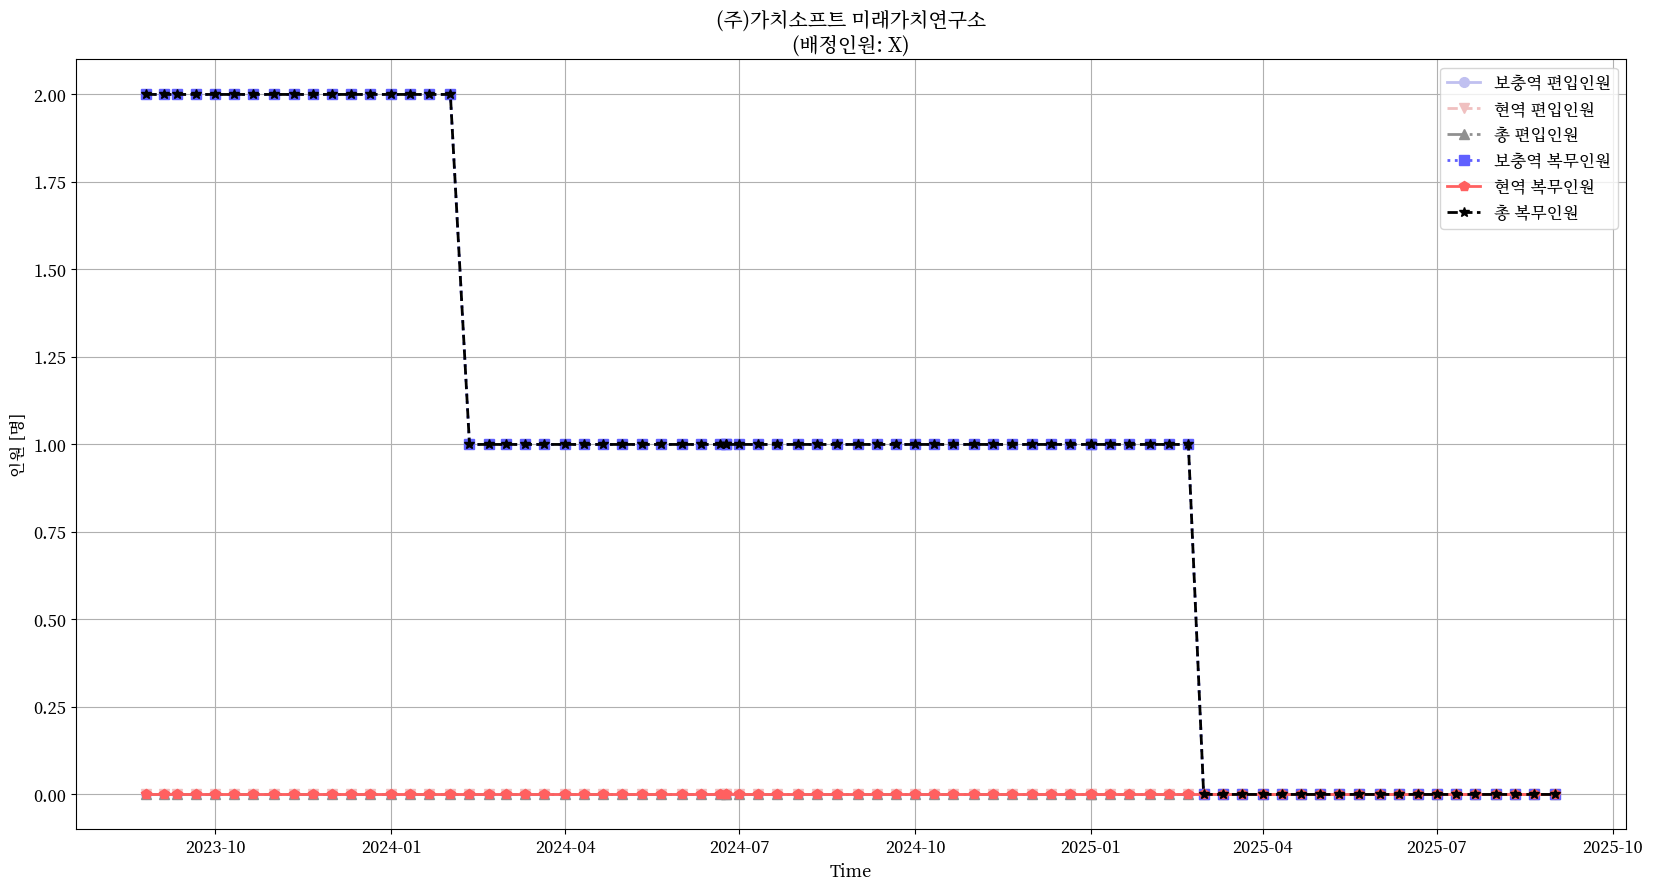 (주)가치소프트 미래가치연구소
(배정인원: X)
보충역 편입인원
현역 편입인원
총 편입인원
보충역 복무인원
현역 복무인원
총 복무인원
인원 [명]
2.00
1.75
1.50
1.25
1.00
0.75
0.50
0.25
0.00
2023-10
2024-01
2024-04
2024-07
2024-10
2025-01
2025-04
2025-07
2025-10
Time